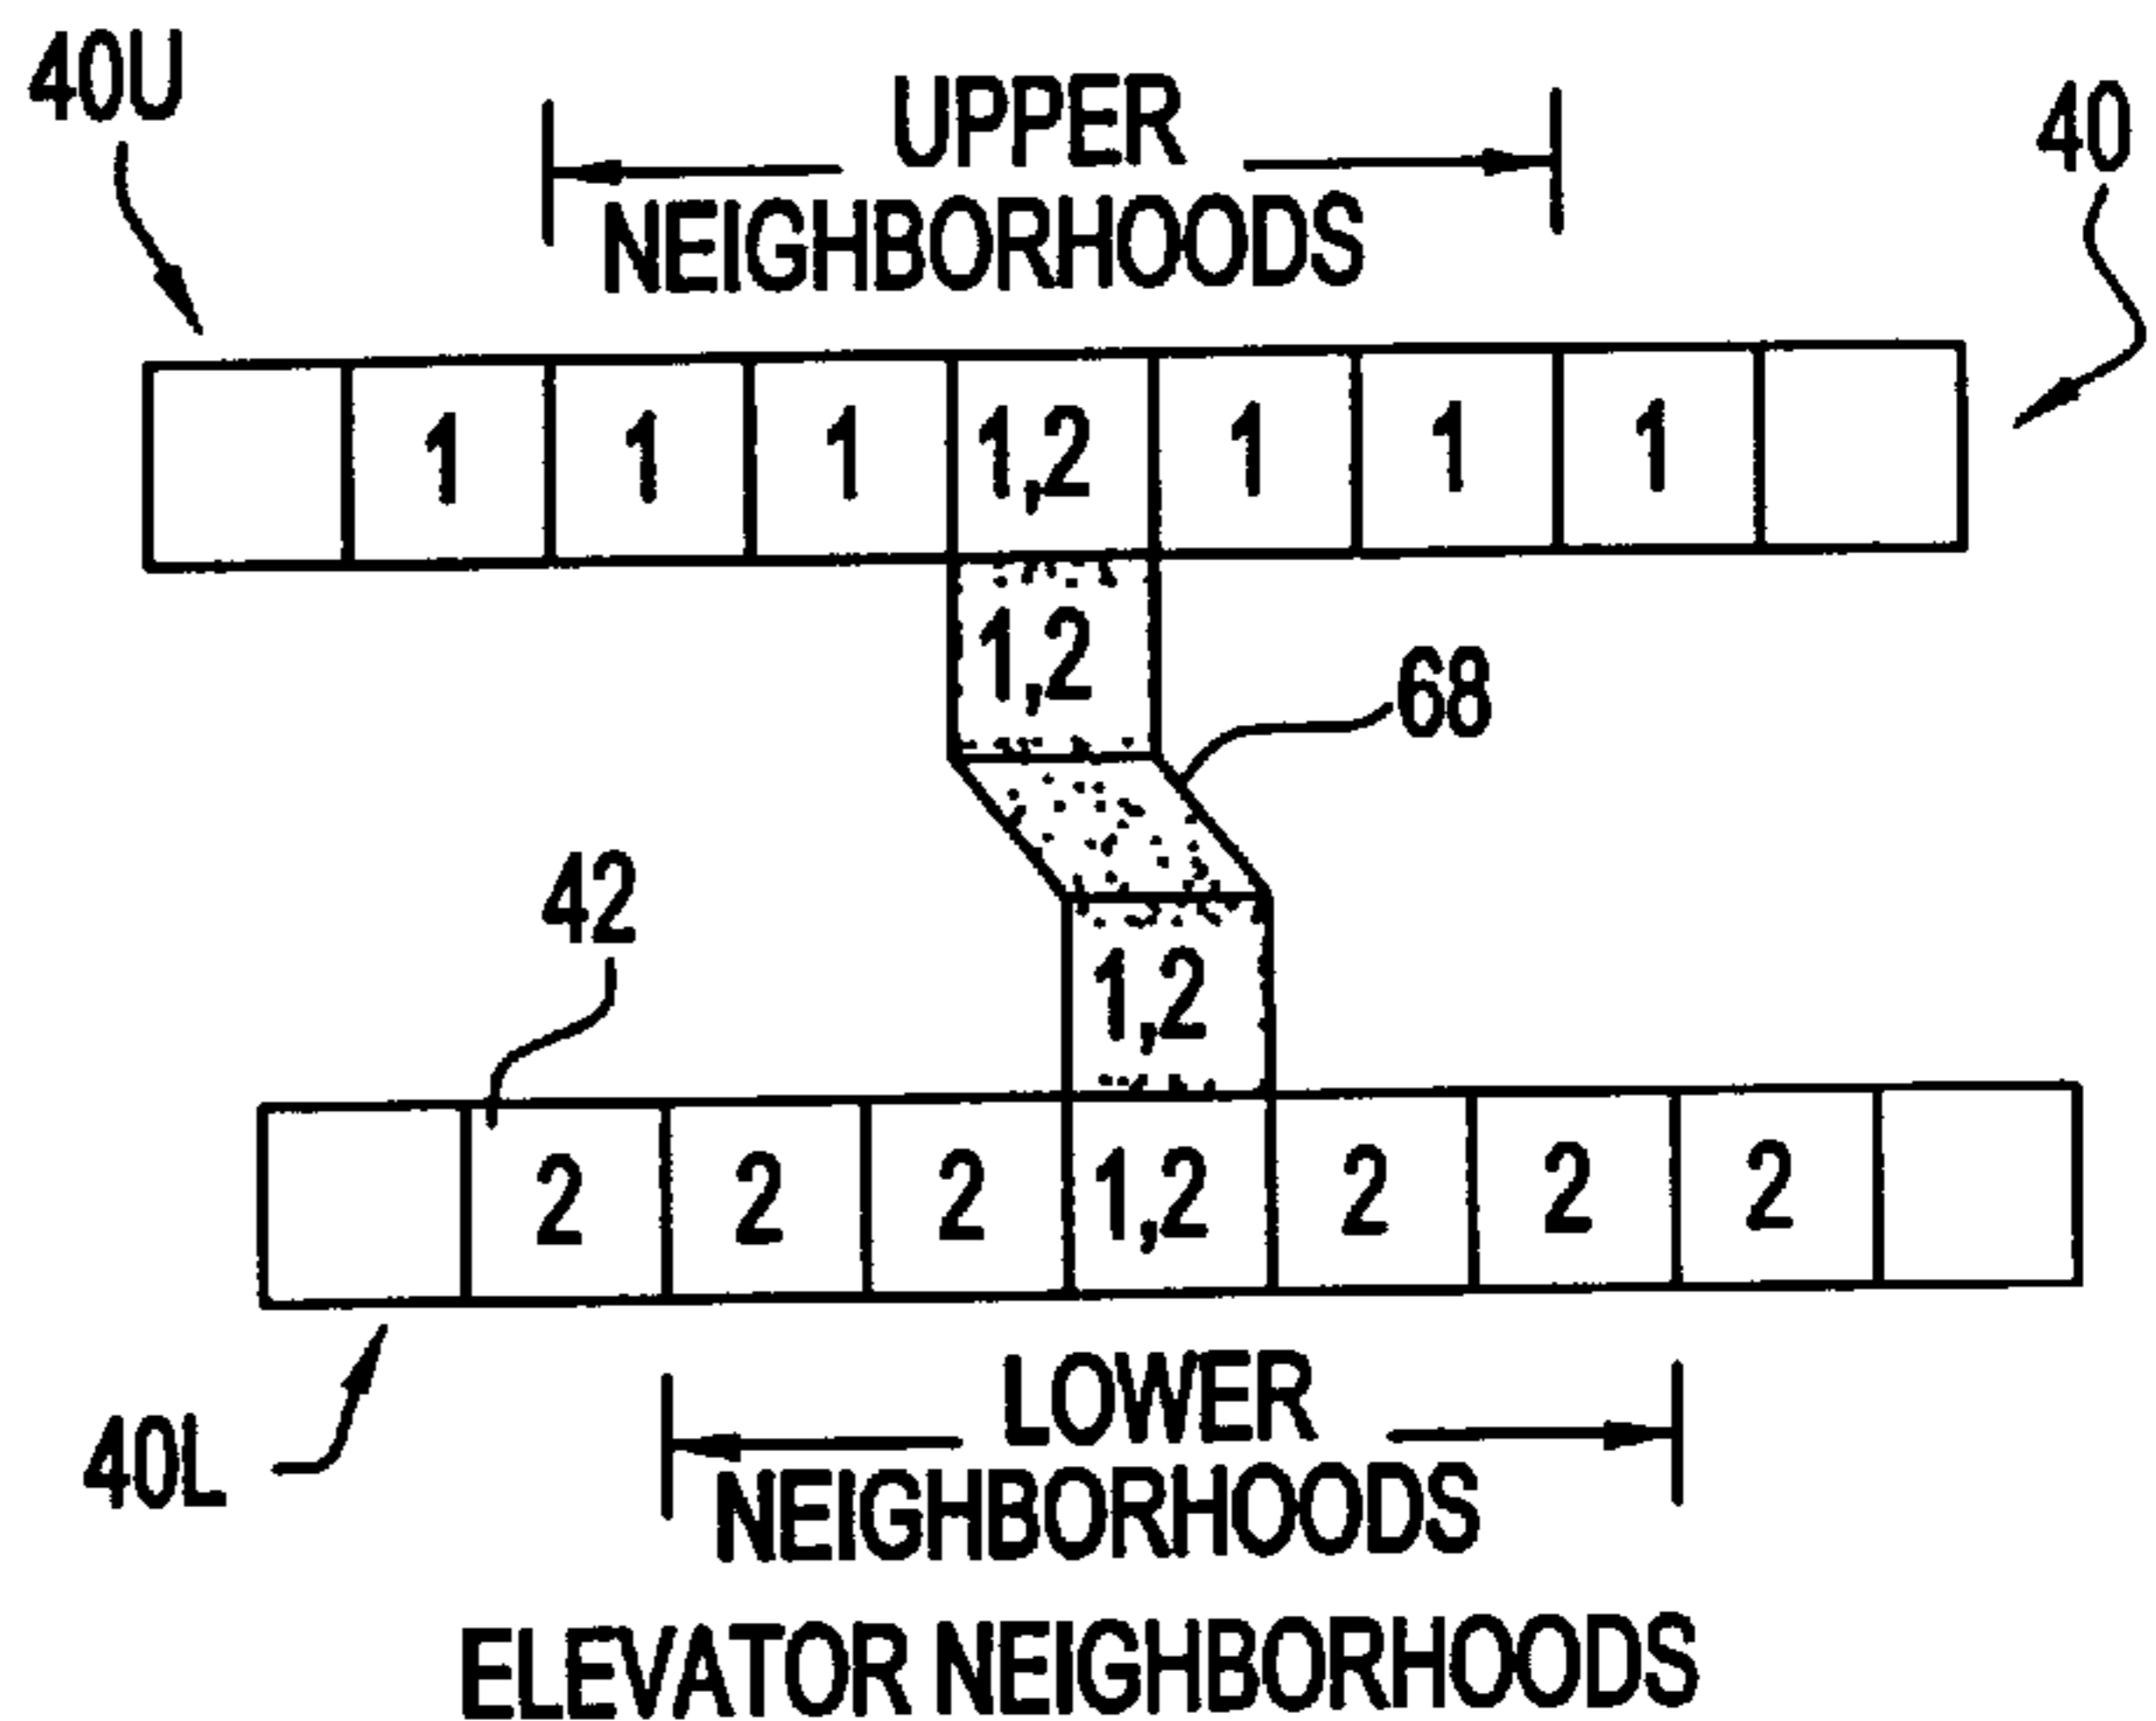 40U
UPPER
NEIGHBORHOODS
40
1 1 1 1,2 1 1 1
1,2
68
42
1,2
2 2 2 1,2 2 2 2
40L
LOWER
NEIGHBORHOODS
ELEVATOR NEIGHBORHOODS